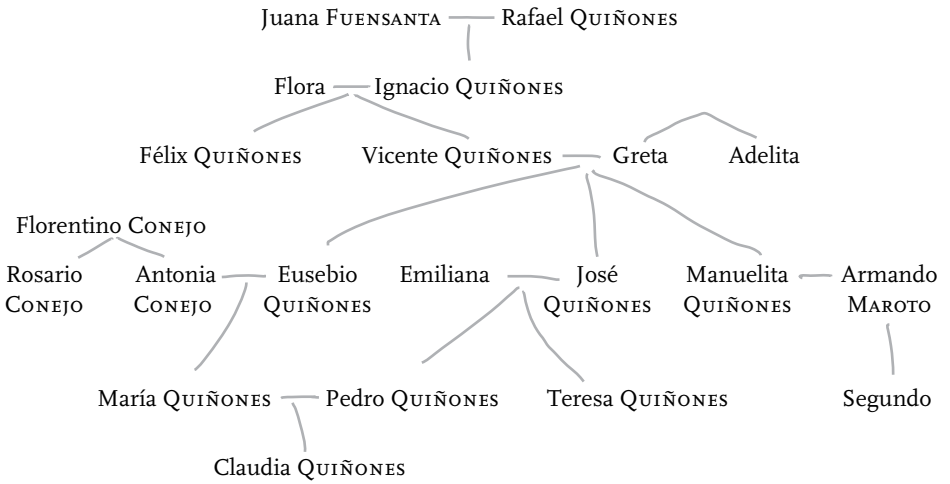 Juana Fuensanta Rafael Quiñones
Flora Ignacio Quiñones
Félix Quiñones Vicente Quiñones Greta Adelita
Florentino Conejo
Rosario Antonia Eusebio Emiliana José Manuelita Armando
Conejo Conejo Quiñones Quiñones Quiñones Maroto
María Quiñones Pedro Quiñones Teresa Quiñones Segundo
Claudia Quiñones